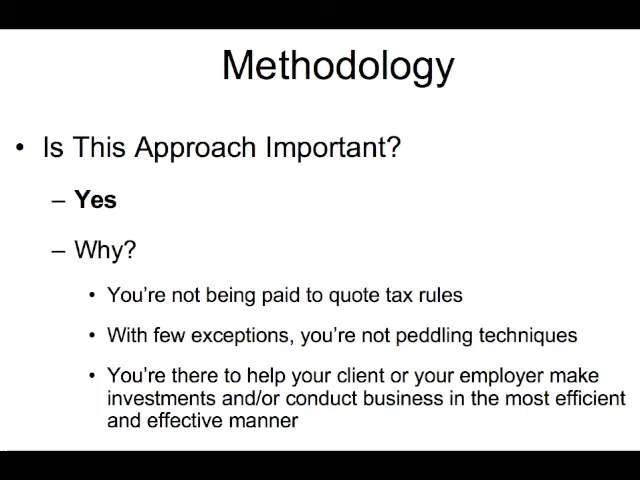 Methodology
• Is This Approach Important?
– Yes
– Why?
• You're not being paid to quote tax rules
• With few exceptions, you're not peddling techniques
• You're there to help your client or your employer make
investments and/or conduct business in the most efficient
and effective manner